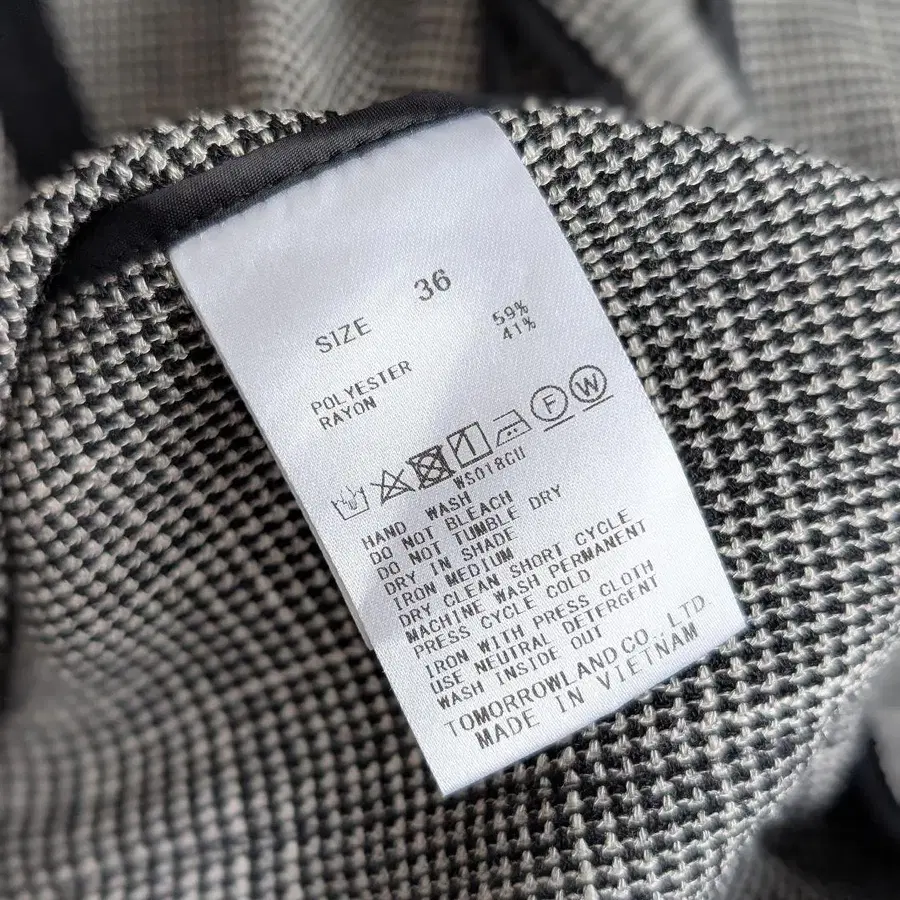 SIZE 36
POLYESTER 59%
RAYON 41%
F W
WS018CU
HAND WASH
DO NOT BLEACH
DO NOT TUMBLE DRY
DRY IN SHADE
IRON MEDIUM
DRY CLEAN SHORT CYCLE
MACHINE WASH PERMANENT
PRESS CYCLE COLD
IRON WITH PRESS CLOTH
USE NEUTRAL DETERGENT
WASH INSIDE OUT
TOMORROWLAND CO., LTD
MADE IN VIETNAM